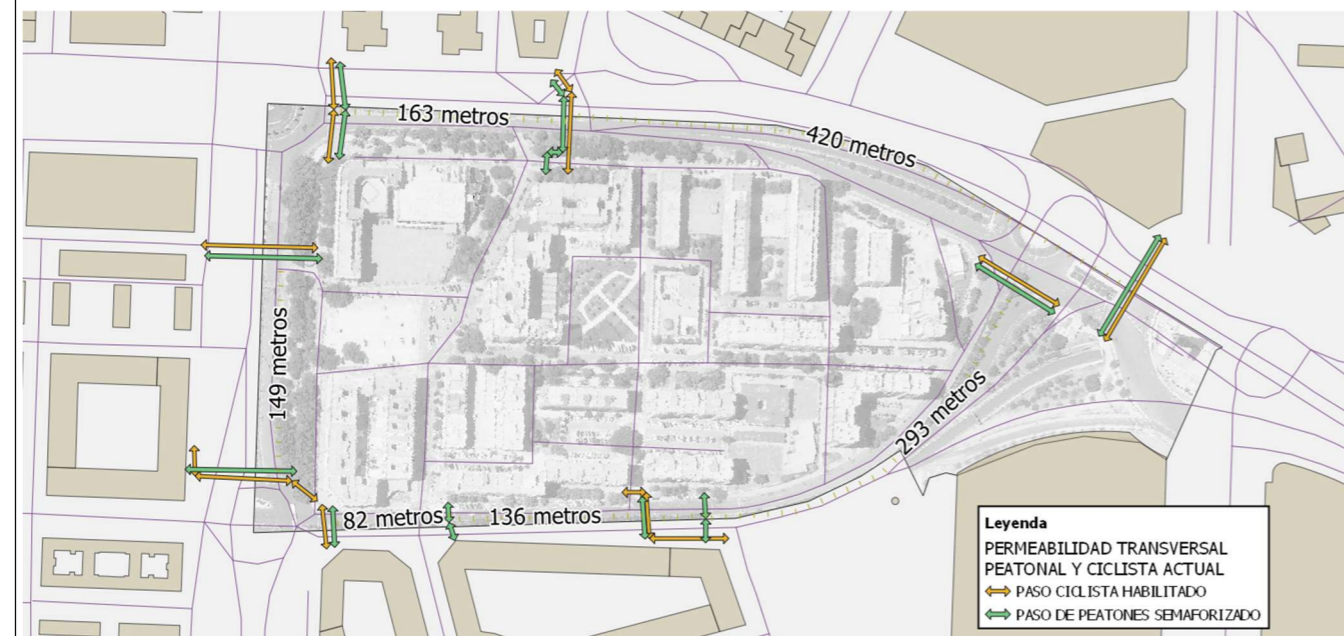 163 metros
420 metros
149 metros
293 metros
82 metros
136 metros
Leyenda
PERMEABILIDAD TRANSVERSAL
PEATONAL Y CICLISTA ACTUAL
PASO CICLISTA HABILITADO
PASO DE PEATONES SEMAFORIZADO